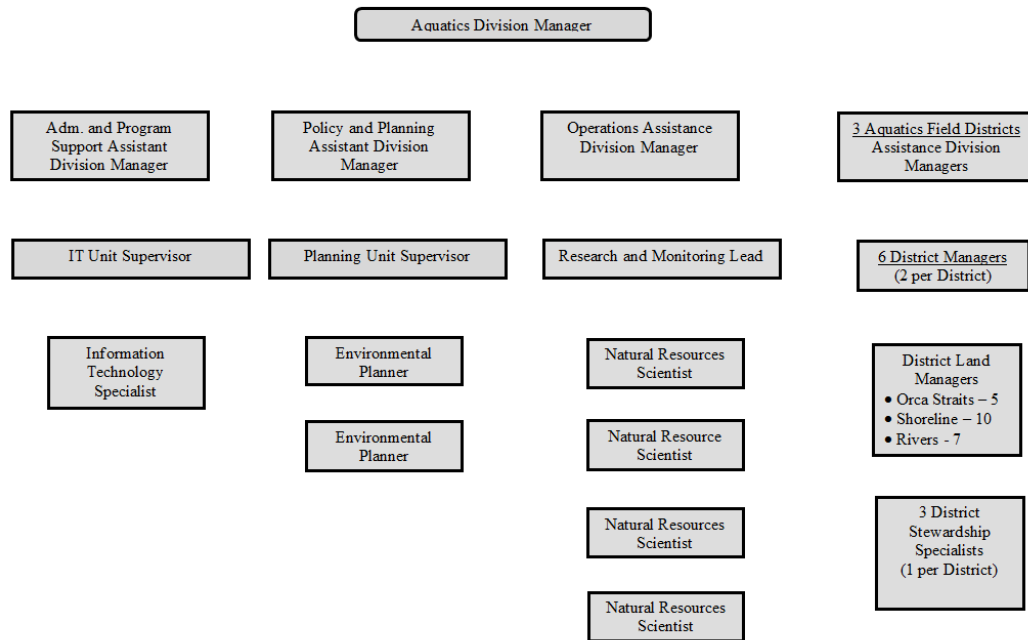 Aquatics Division Manager
Adm. and Program
Support Assistant
Division Manager
Policy and Planning
Assistant Division
Manager
Operations Assistance
Division Manager
3 Aquatics Field Districts
Assistance Division
Managers
IT Unit Supervisor
Planning Unit Supervisor
Research and Monitoring Lead
6 District Managers
(2 per District)
Information
Technology
Specialist
Environmental
Planner
Natural Resources
Scientist
District Land
Managers
• Orca Straits – 5
• Shoreline – 10
• Rivers - 7
Environmental
Planner
Natural Resource
Scientist
Natural Resources
Scientist
3 District
Stewardship
Specialists
(1 per District)
Natural Resources
Scientist